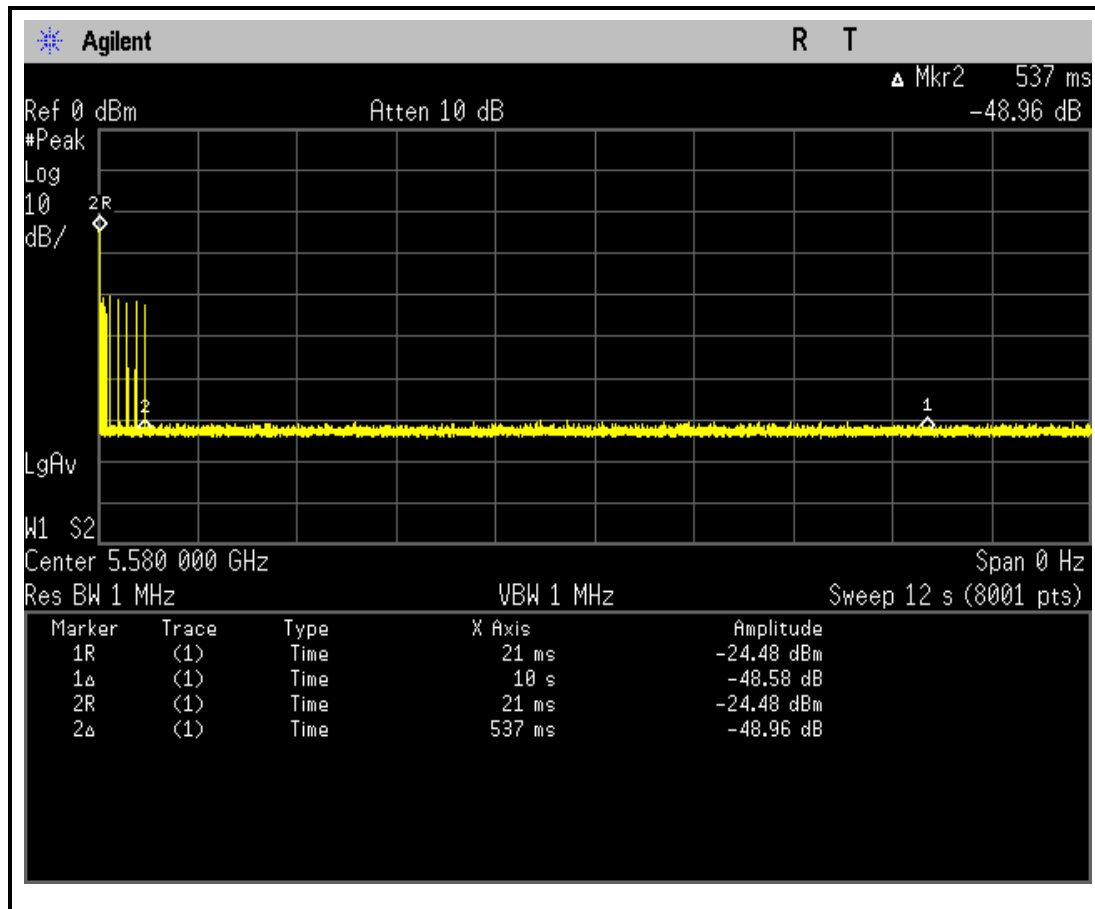 Agilent R T
Δ Mkr2 537 ms
Ref 0 dBm Atten 10 dB -48.96 dB
#Peak
Log
10
dB/
2R
2
1
LgAv
W1 S2
Center 5.580 000 GHz Span 0 Hz
Res BW 1 MHz VBW 1 MHz Sweep 12 s (8001 pts)
Marker Trace Type X Axis Amplitude
1R (1) Time 21 ms -24.48 dBm
1Δ (1) Time 10 s -48.58 dB
2R (1) Time 21 ms -24.48 dBm
2Δ (1) Time 537 ms -48.96 dB